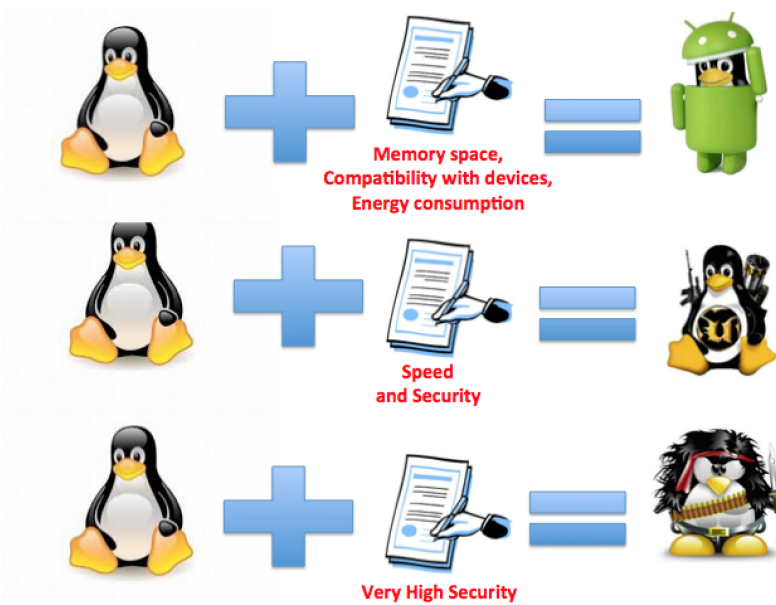 Memory space,
Compatibility with devices,
Energy consumption
Speed
and Security
Very High Security